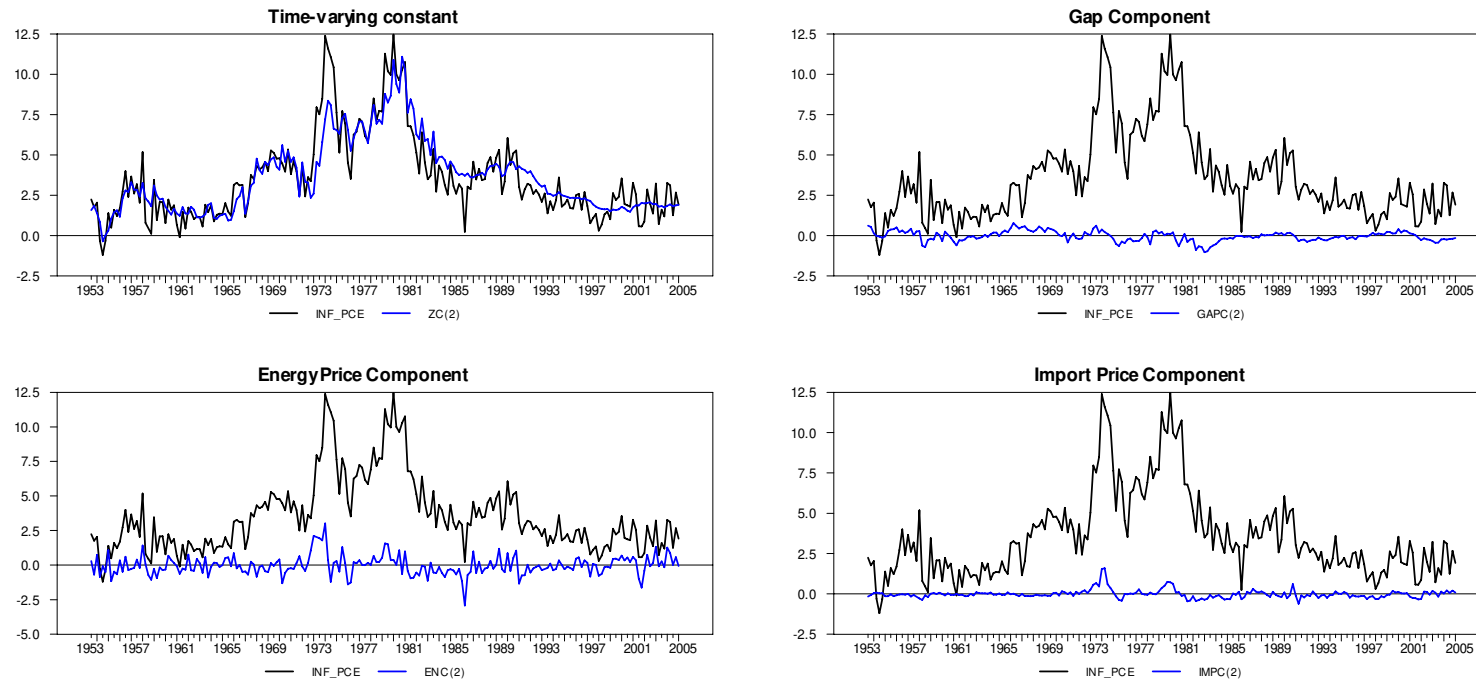 Time-varying constant
12.5
10.0
7.5
5.0
2.5
0.0
-2.5
1953 1957 1961 1965 1969 1973 1977 1981 1985 1989 1993 1997 2001 2005
INF_PCE ZC(2)
Gap Component
12.5
10.0
7.5
5.0
2.5
0.0
-2.5
1953 1957 1961 1965 1969 1973 1977 1981 1985 1989 1993 1997 2001 2005
INF_PCE GAPC(2)
Energy Price Component
12.5
10.0
7.5
5.0
2.5
0.0
-2.5
-5.0
1953 1957 1961 1965 1969 1973 1977 1981 1985 1989 1993 1997 2001 2005
INF_PCE ENC(2)
Import Price Component
12.5
10.0
7.5
5.0
2.5
0.0
-2.5
1953 1957 1961 1965 1969 1973 1977 1981 1985 1989 1993 1997 2001 2005
INF_PCE IMPC(2)